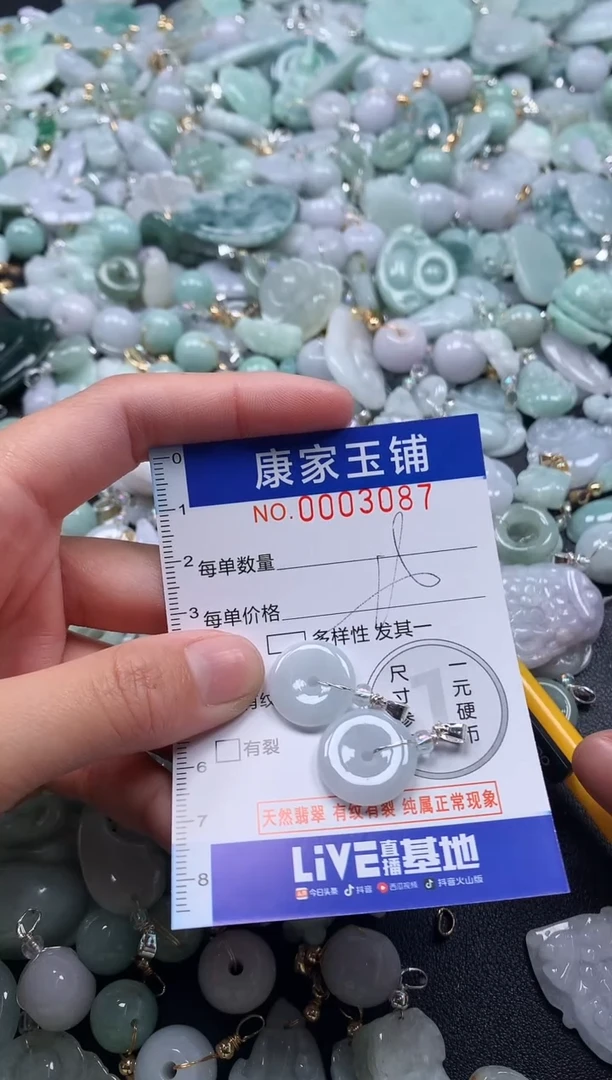 康家玉铺
NO.0003087
0
1
2
每单数量
3
每单价格
多样性 发其一
尺寸参
1
一元硬币
有纹
有裂
6
7
天然翡翠 有纹有裂 纯属正常现象
8
LiVE直播基地
今日头条 抖音 西瓜视频 抖音火山版